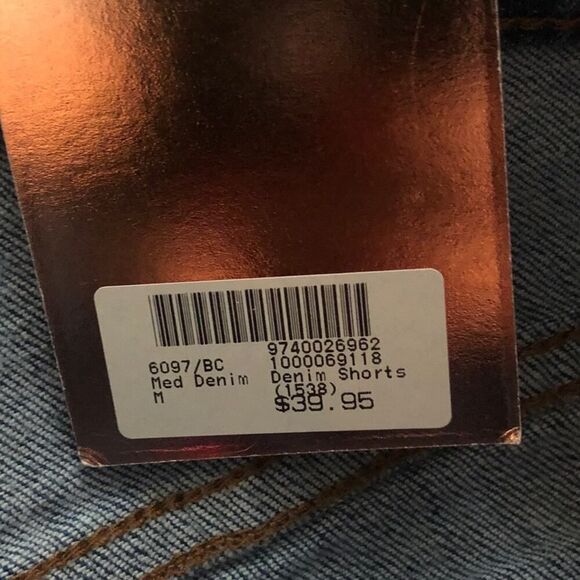 9740026962
6097/BC 1000069118
Med Denim Denim Shorts
M (1538)
$39.95